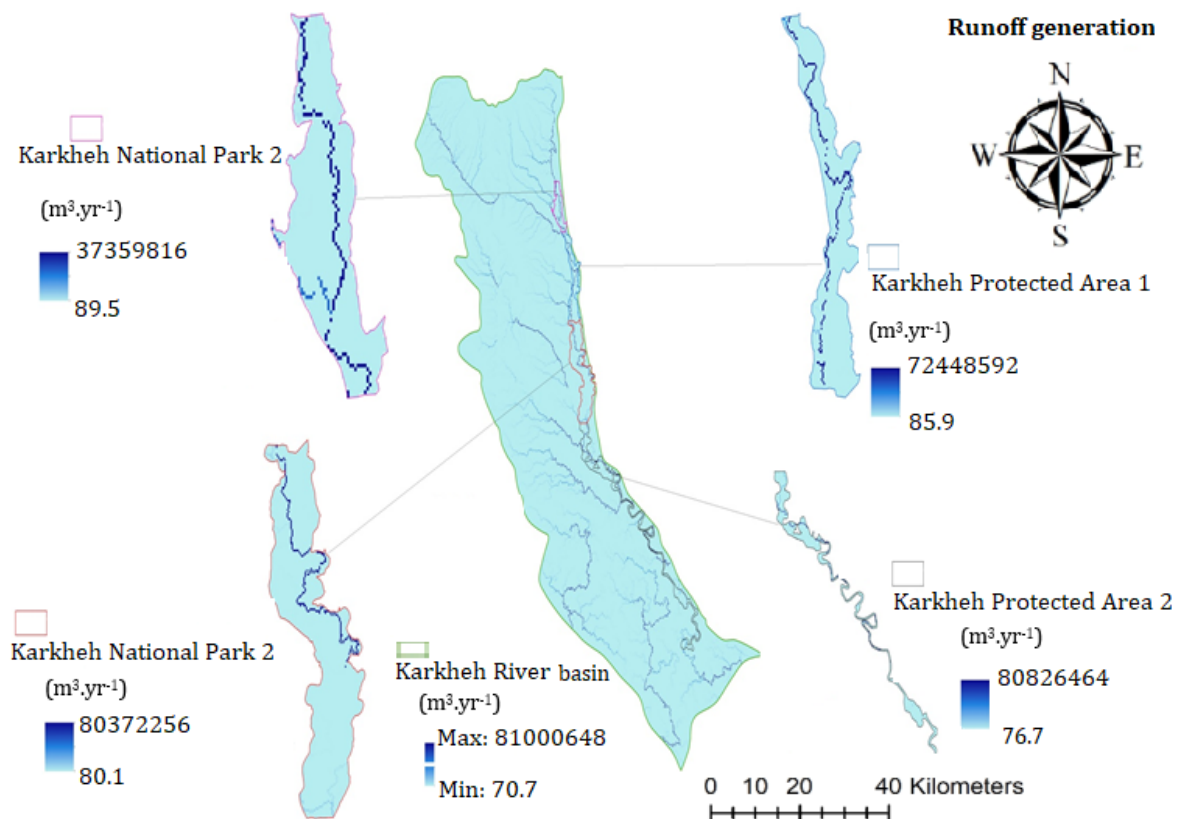 Runoff generation
N
W
E
S
Karkheh National Park 2
(m³.yr⁻¹)
37359816
89.5
Karkheh Protected Area 1
(m³.yr⁻¹)
72448592
85.9
Karkheh National Park 2
(m³.yr⁻¹)
80372256
80.1
Karkheh River basin
(m³.yr⁻¹)
Max: 81000648
Min: 70.7
Karkheh Protected Area 2
(m³.yr⁻¹)
80826464
76.7
0 10 20 40 Kilometers